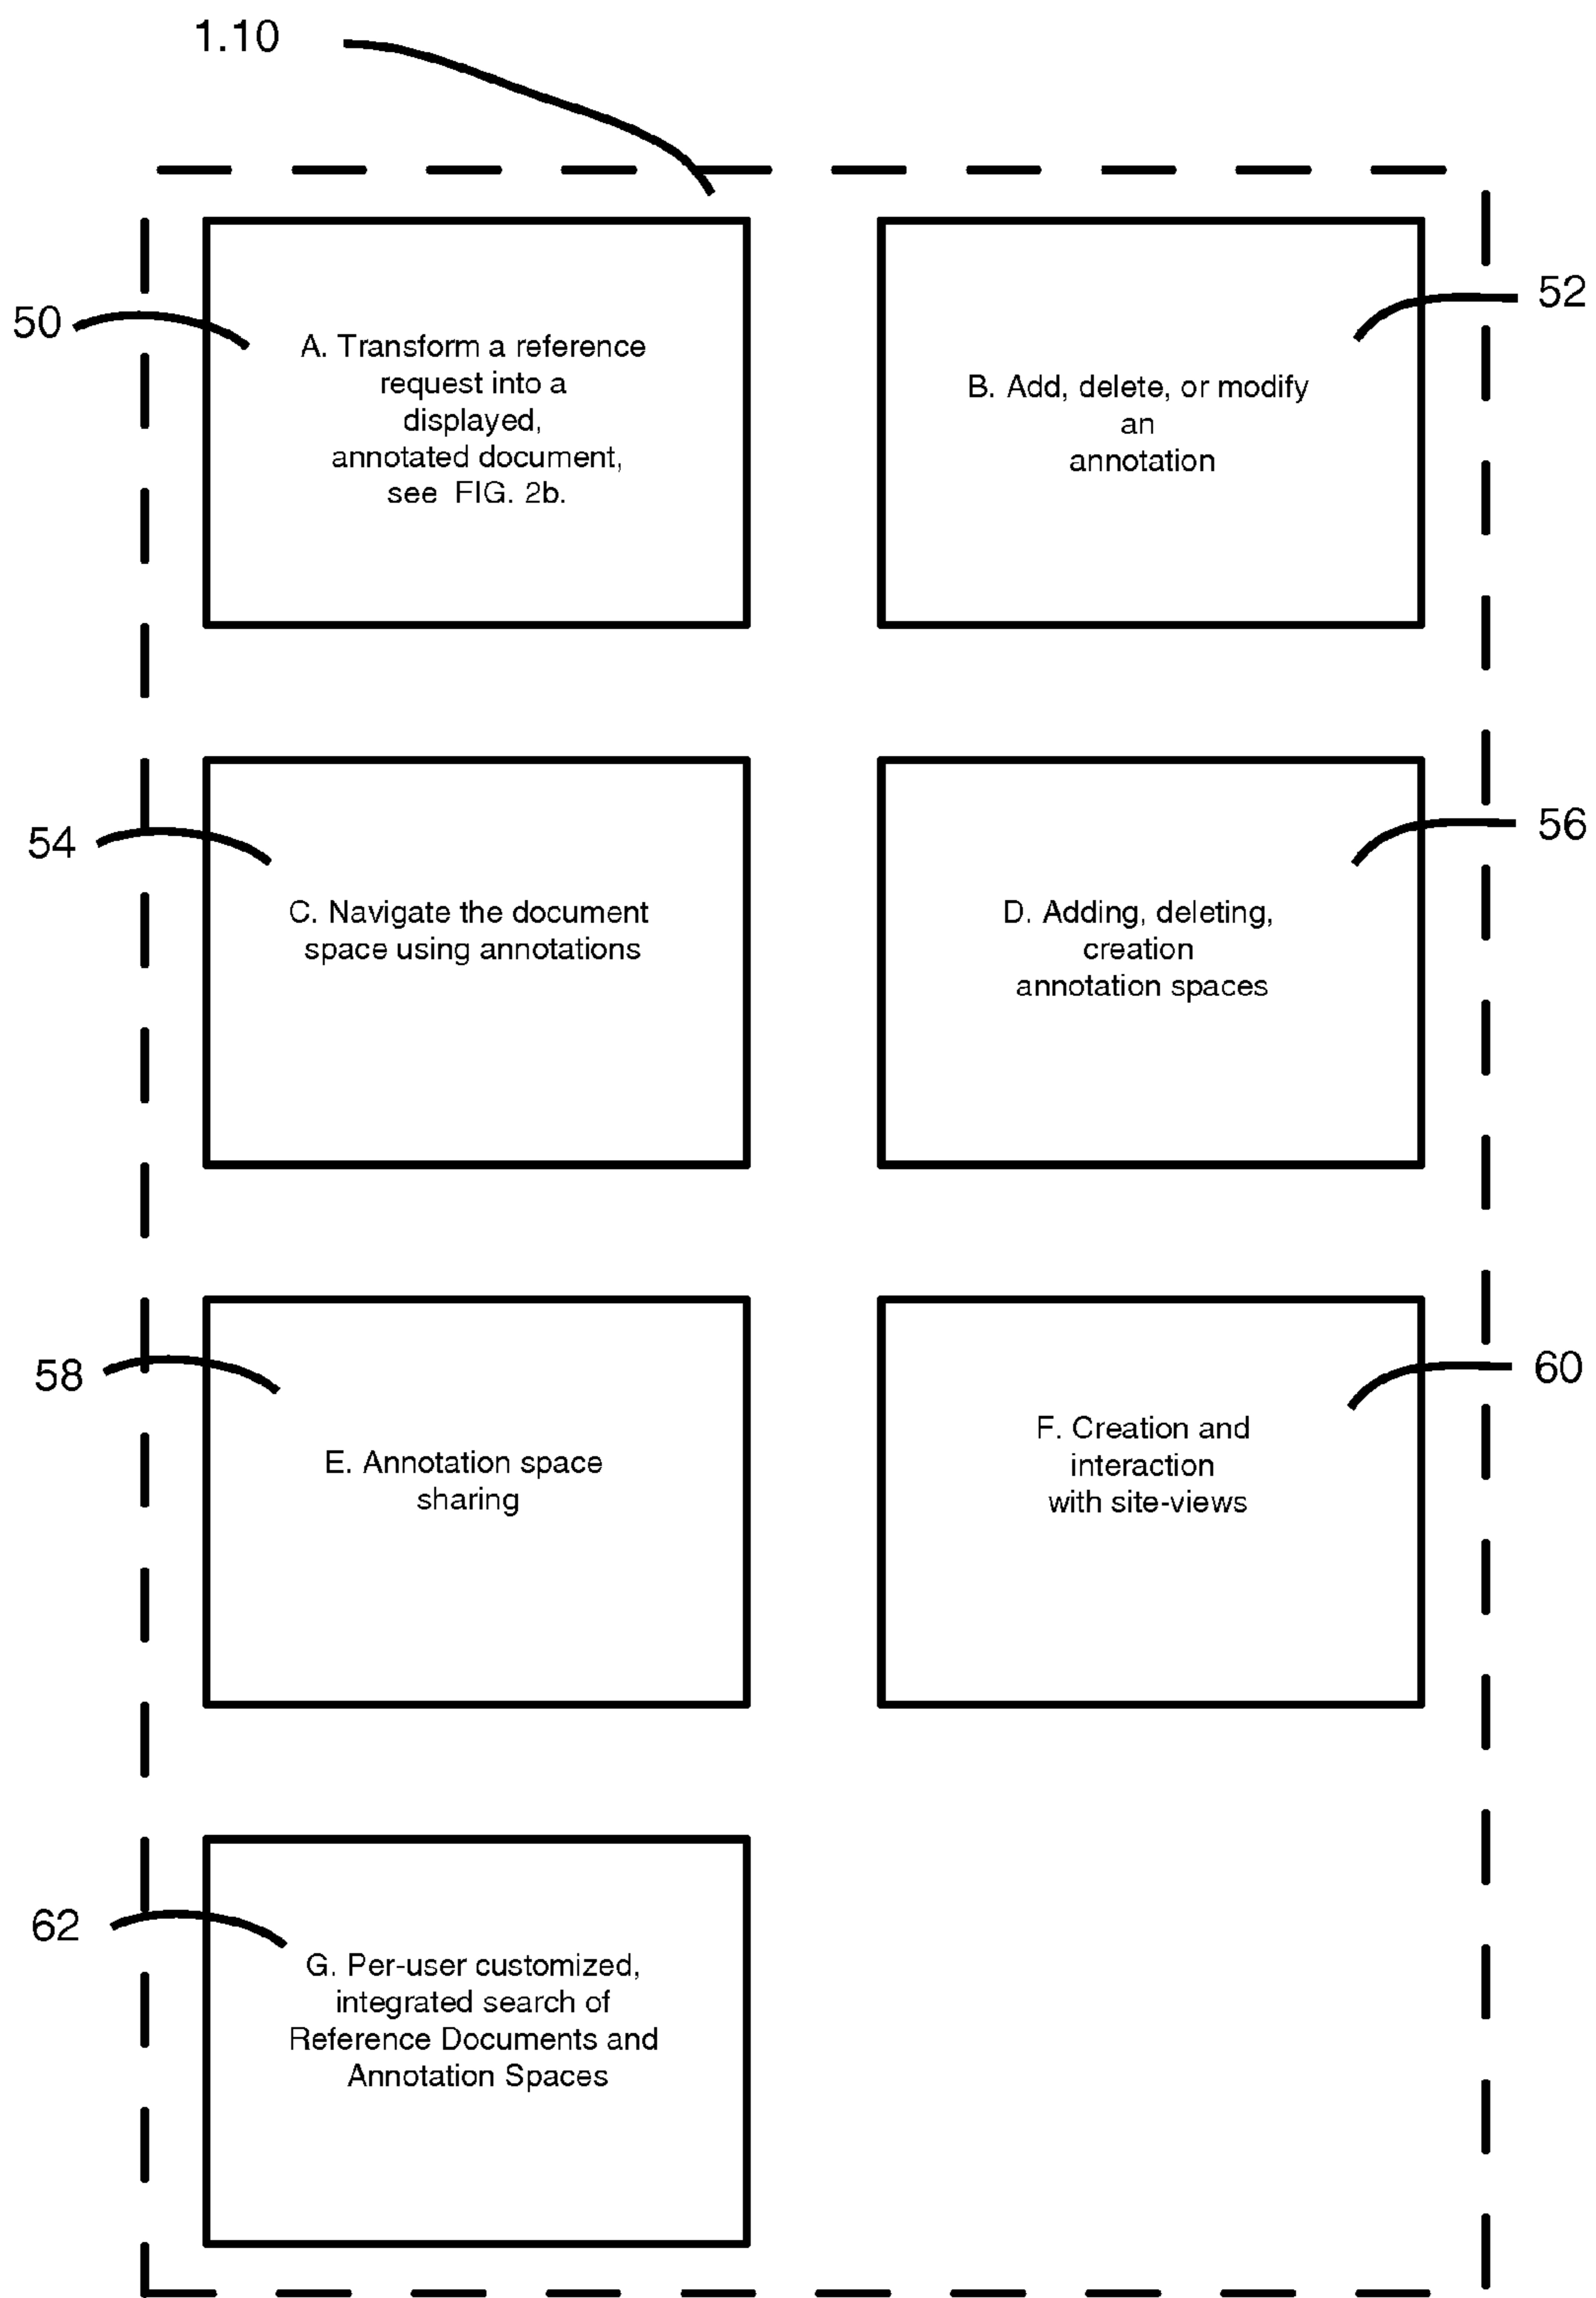 1.10
50
A. Transform a reference
request into a
displayed,
annotated document,
see FIG. 2b.
52
B. Add, delete, or modify
an
annotation
54
C. Navigate the document
space using annotations
56
D. Adding, deleting,
creation
annotation spaces
58
E. Annotation space
sharing
60
F. Creation and
interaction
with site-views
62
G. Per-user customized,
integrated search of
Reference Documents and
Annotation Spaces